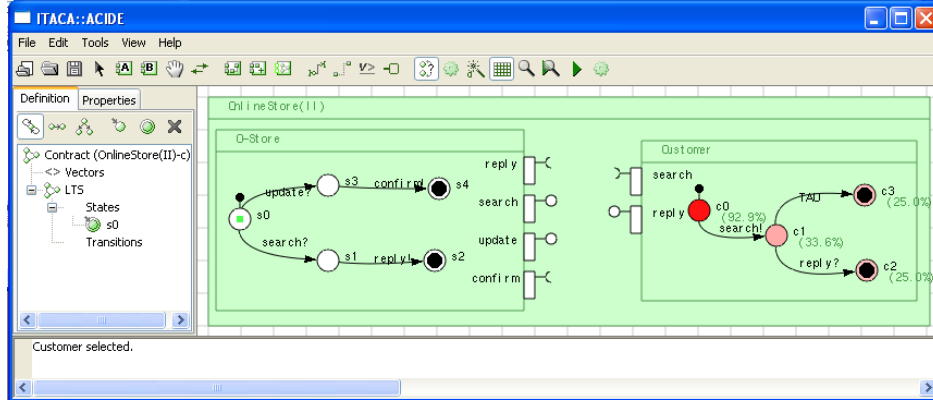 ITACA::ACIDE
File Edit Tools View Help
Definition Properties
Contract (OnlineStore(II)-c)
<> Vectors
LTS
States
s0
Transitions
OnlineStore(II)
O-Store
s0
update?
s3
confirm!
s4
search?
s1
reply!
s2
reply
search
update
confirm
Customer
search
reply
c0
(92.9%)
search!
c1
(33.6%)
TAU
c3
(25.0%)
reply?
c2
(25.0%)
Customer selected.